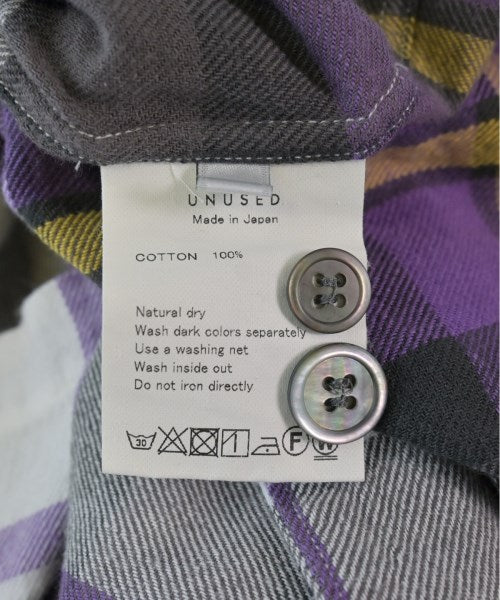 UNUSED
Made in Japan
COTTON 100%
Natural dry
Wash dark colors separately
Use a washing net
Wash inside out
Do not iron directly
30 F W